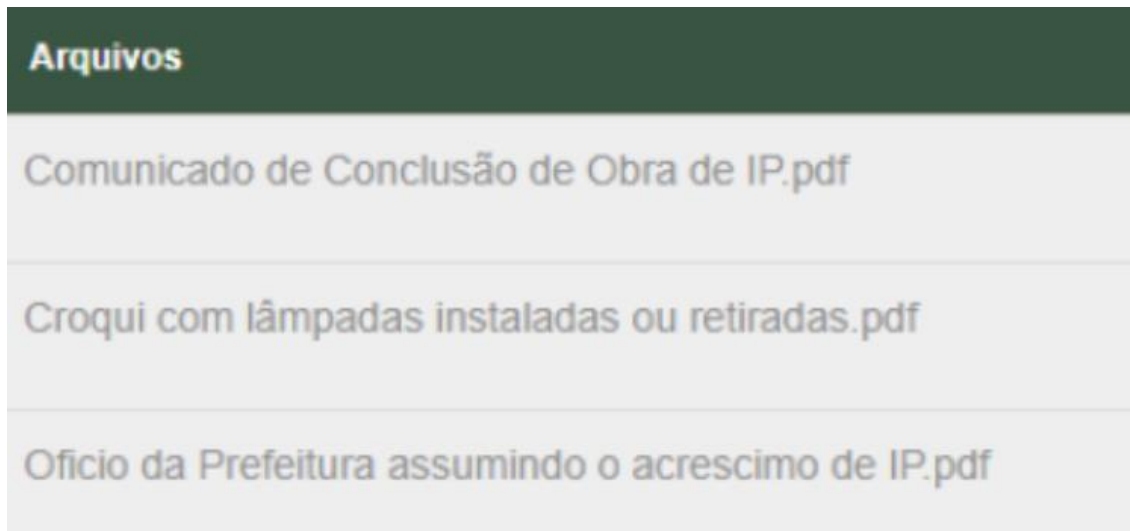 Arquivos
Comunicado de Conclusão de Obra de IP.pdf
Croqui com lâmpadas instaladas ou retiradas.pdf
Oficio da Prefeitura assumindo o acrescimo de IP.pdf